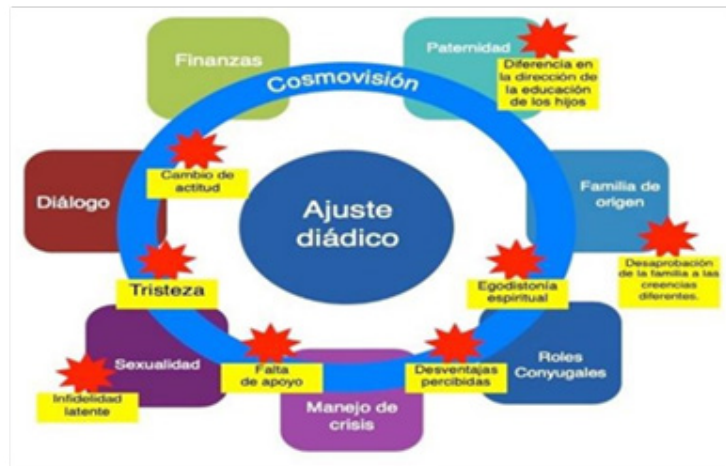 Finanzas
Paternidad
Diferencia en
la dirección de
la educación
de los hijos
Cosmovisión
Cambio de
actitud
Diálogo
Ajuste
diádico
Familia de
origen
Desaprobación
de la familia a las
creencias
diferentes.
Tristeza
Egodistonía
espiritual
Sexualidad
Falta
de apoyo
Desventajas
percibidas
Roles
Conyugales
Infidelidad
latente
Manejo de
crisis